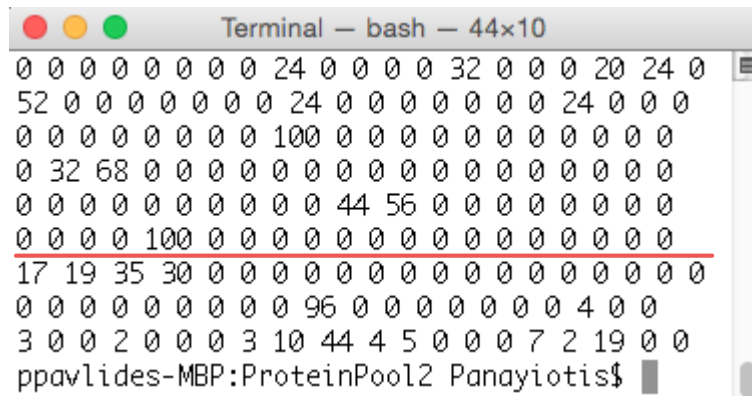 Terminal — bash — 44×10
0 0 0 0 0 0 0 0 24 0 0 0 0 32 0 0 0 20 24 0
52 0 0 0 0 0 0 0 24 0 0 0 0 0 0 0 24 0 0 0
0 0 0 0 0 0 0 0 100 0 0 0 0 0 0 0 0 0 0 0
0 32 68 0 0 0 0 0 0 0 0 0 0 0 0 0 0 0 0 0
0 0 0 0 0 0 0 0 0 0 44 56 0 0 0 0 0 0 0 0
0 0 0 0 100 0 0 0 0 0 0 0 0 0 0 0 0 0 0 0
17 19 35 30 0 0 0 0 0 0 0 0 0 0 0 0 0 0 0 0
0 0 0 0 0 0 0 0 0 96 0 0 0 0 0 0 0 4 0 0
3 0 0 2 0 0 0 3 10 44 4 5 0 0 0 7 2 19 0 0
ppavlides-MBP:ProteinPool2 Panayiotis$